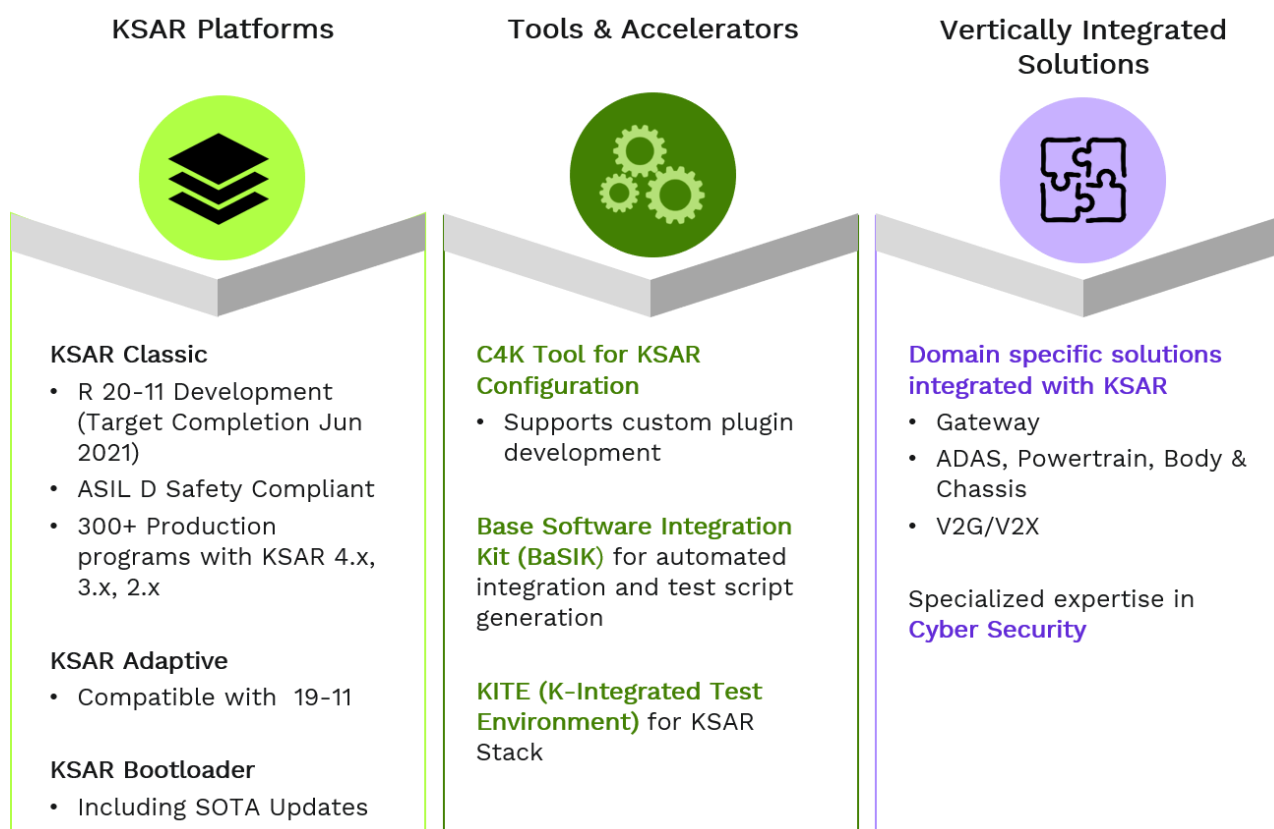 KSAR Platforms
KSAR Classic
• R 20-11 Development
(Target Completion Jun
2021)
• ASIL D Safety Compliant
• 300+ Production
programs with KSAR 4.x,
3.x, 2.x
KSAR Adaptive
• Compatible with  19-11
KSAR Bootloader
• Including SOTA Updates
Tools & Accelerators
C4K Tool for KSAR
Configuration
• Supports custom plugin
development
Base Software Integration
Kit (BaSIK) for automated
integration and test script
generation
KITE (K-Integrated Test
Environment) for KSAR
Stack
Vertically Integrated
Solutions
Domain specific solutions
integrated with KSAR
• Gateway
• ADAS, Powertrain, Body &
Chassis
• V2G/V2X
Specialized expertise in
Cyber Security